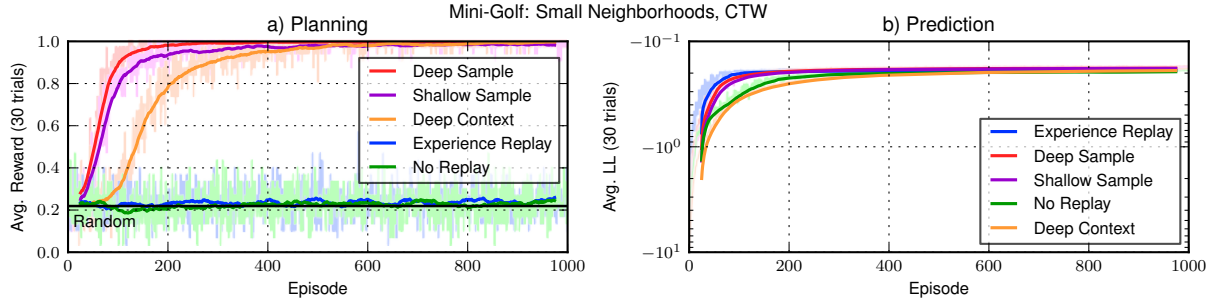 Mini-Golf: Small Neighborhoods, CTW
a) Planning
Avg. Reward (30 trials)
1.0
0.8
0.6
0.4
0.2
0.0
Deep Sample
Shallow Sample
Deep Context
Experience Replay
No Replay
Random
0
200
400
600
800
1000
Episode
b) Prediction
Avg. LL (30 trials)
−10⁻¹
−10⁰
−10¹
Experience Replay
Deep Sample
Shallow Sample
No Replay
Deep Context
0
200
400
600
800
1000
Episode